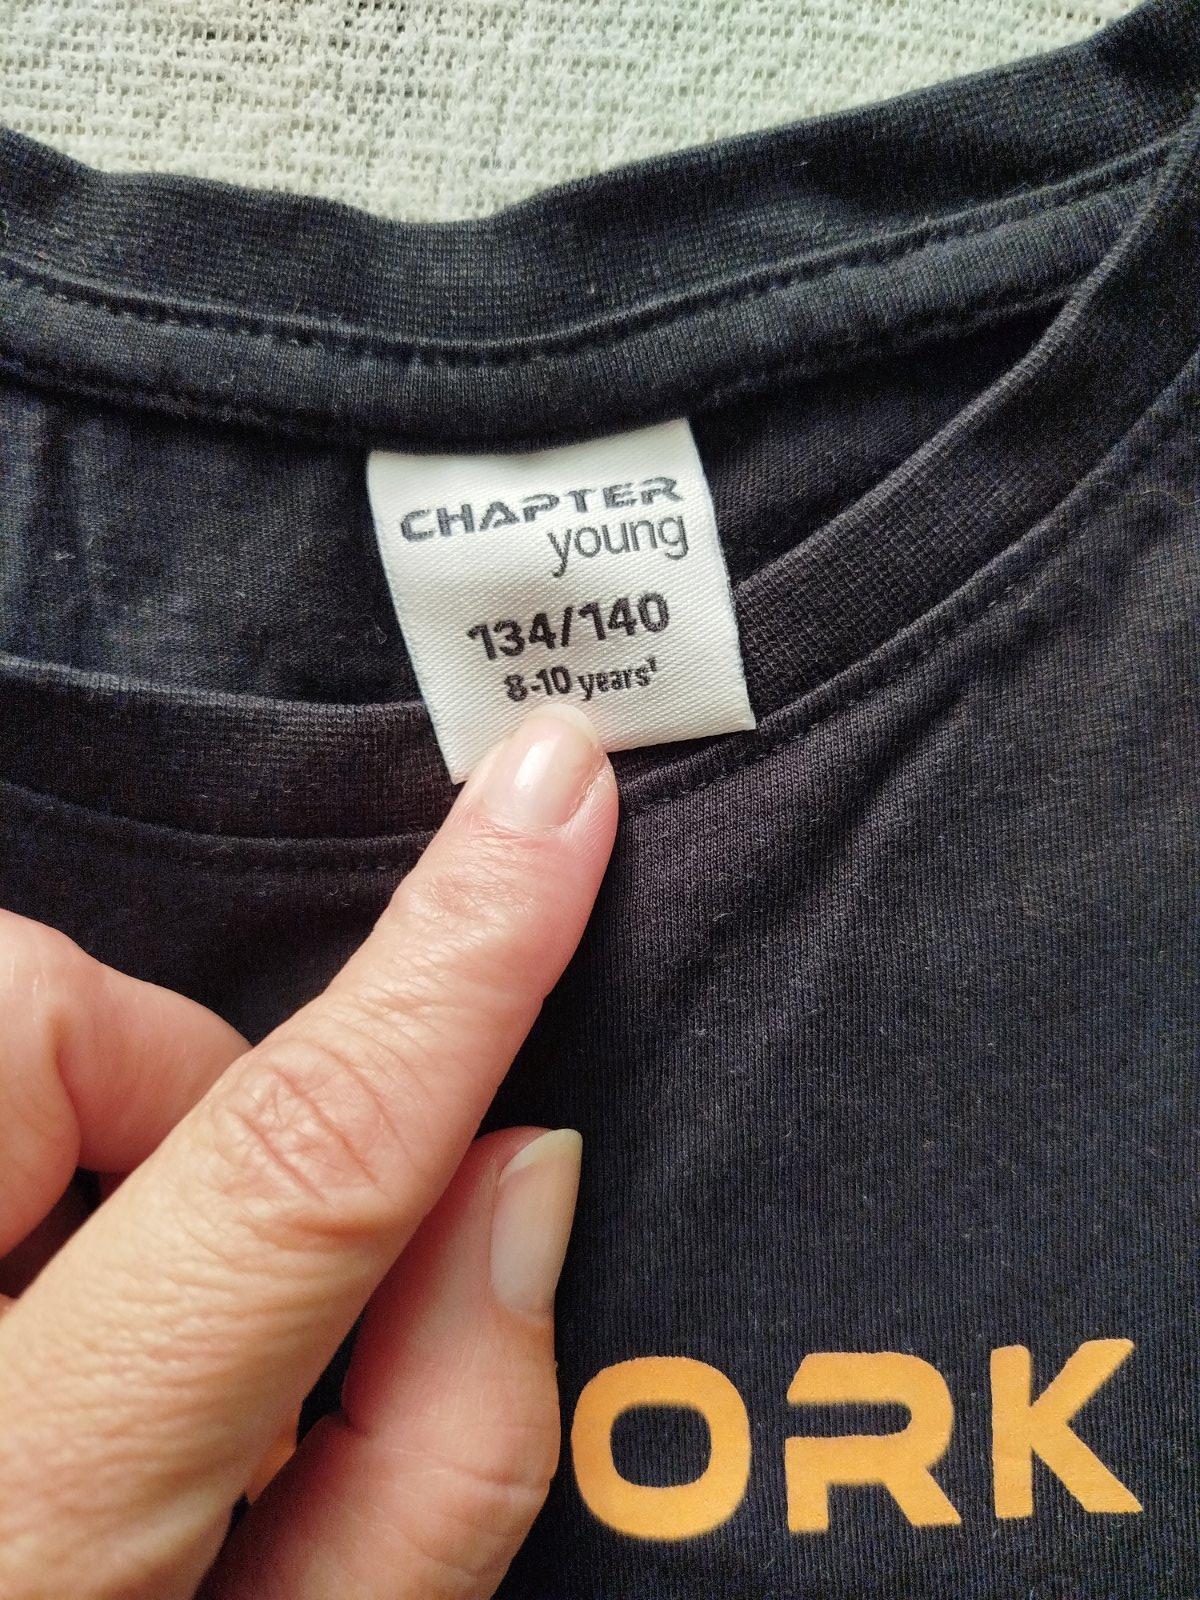 CHAPTER
young
134/140
8-10 years¹
ORK